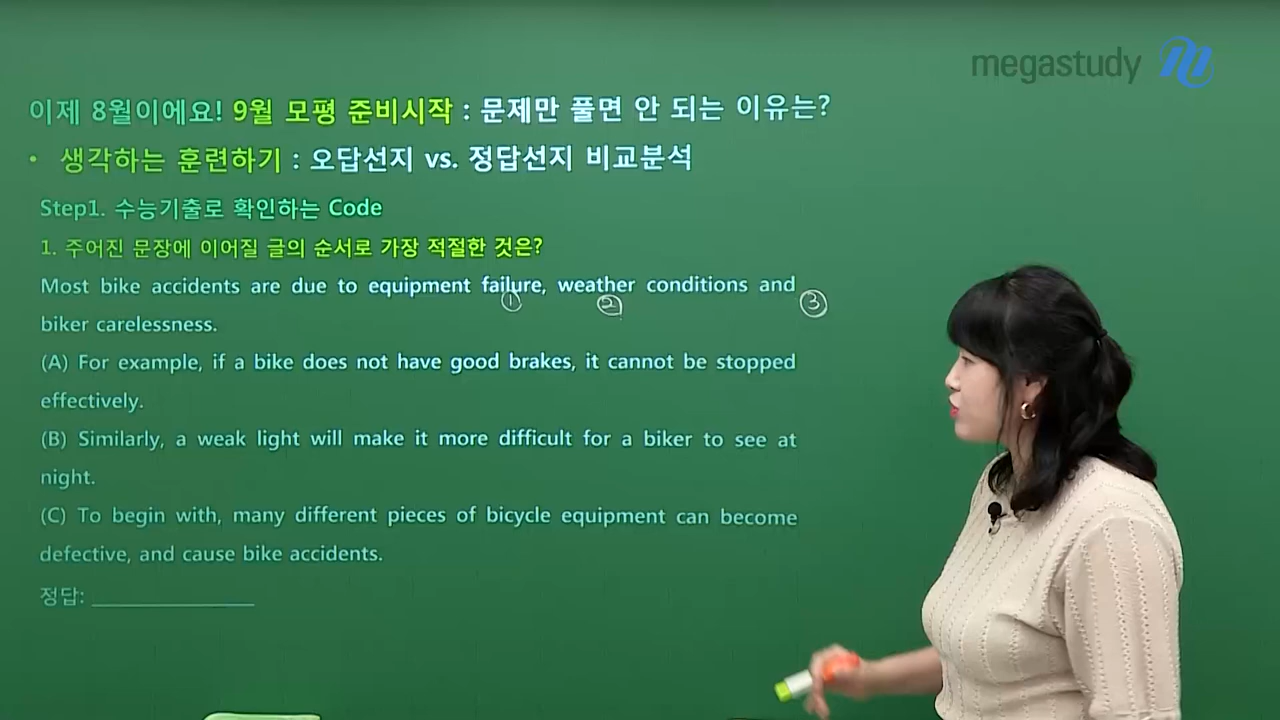 megastudy
이제 8월이에요! 9월 모평 준비시작 : 문제만 풀면 안 되는 이유는?
• 생각하는 훈련하기 : 오답선지 vs. 정답선지 비교분석
Step1. 수능기출로 확인하는 Code
1. 주어진 문장에 이어질 글의 순서로 가장 적절한 것은?
Most bike accidents are due to equipment failure, weather conditions and
① ② ③
biker carelessness.
(A) For example, if a bike does not have good brakes, it cannot be stopped
effectively.
(B) Similarly, a weak light will make it more difficult for a biker to see at
night.
(C) To begin with, many different pieces of bicycle equipment can become
defective, and cause bike accidents.
정답: ______________